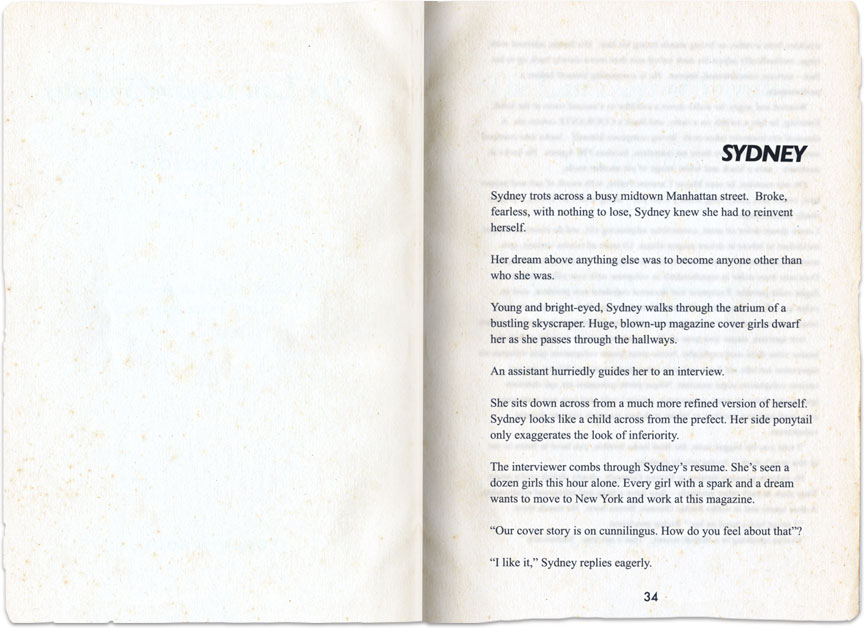 SYDNEY
Sydney trots across a busy midtown Manhattan street.  Broke,
fearless, with nothing to lose, Sydney knew she had to reinvent
herself.
Her dream above anything else was to become anyone other than
who she was.
Young and bright-eyed, Sydney walks through the atrium of a
bustling skyscraper. Huge, blown-up magazine cover girls dwarf
her as she passes through the hallways.
An assistant hurriedly guides her to an interview.
She sits down across from a much more refined version of herself.
Sydney looks like a child across from the prefect. Her side ponytail
only exaggerates the look of inferiority.
The interviewer combs through Sydney’s resume. She’s seen a
dozen girls this hour alone. Every girl with a spark and a dream
wants to move to New York and work at this magazine.
“Our cover story is on cunnilingus. How do you feel about that”?
“I like it,” Sydney replies eagerly.
34